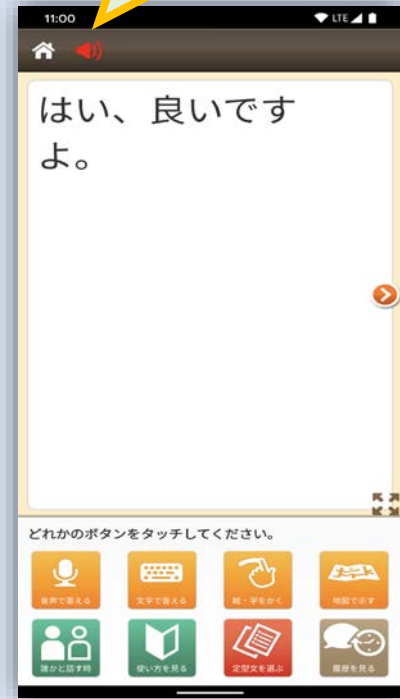 11:00 LTE
はい、良いです
よ。
どれかのボタンをタッチしてください。
音声で答える 文字で答える 絵・字をかく 地図で示す
誰かと話す時 使い方を見る 定型文を選ぶ 履歴を見る